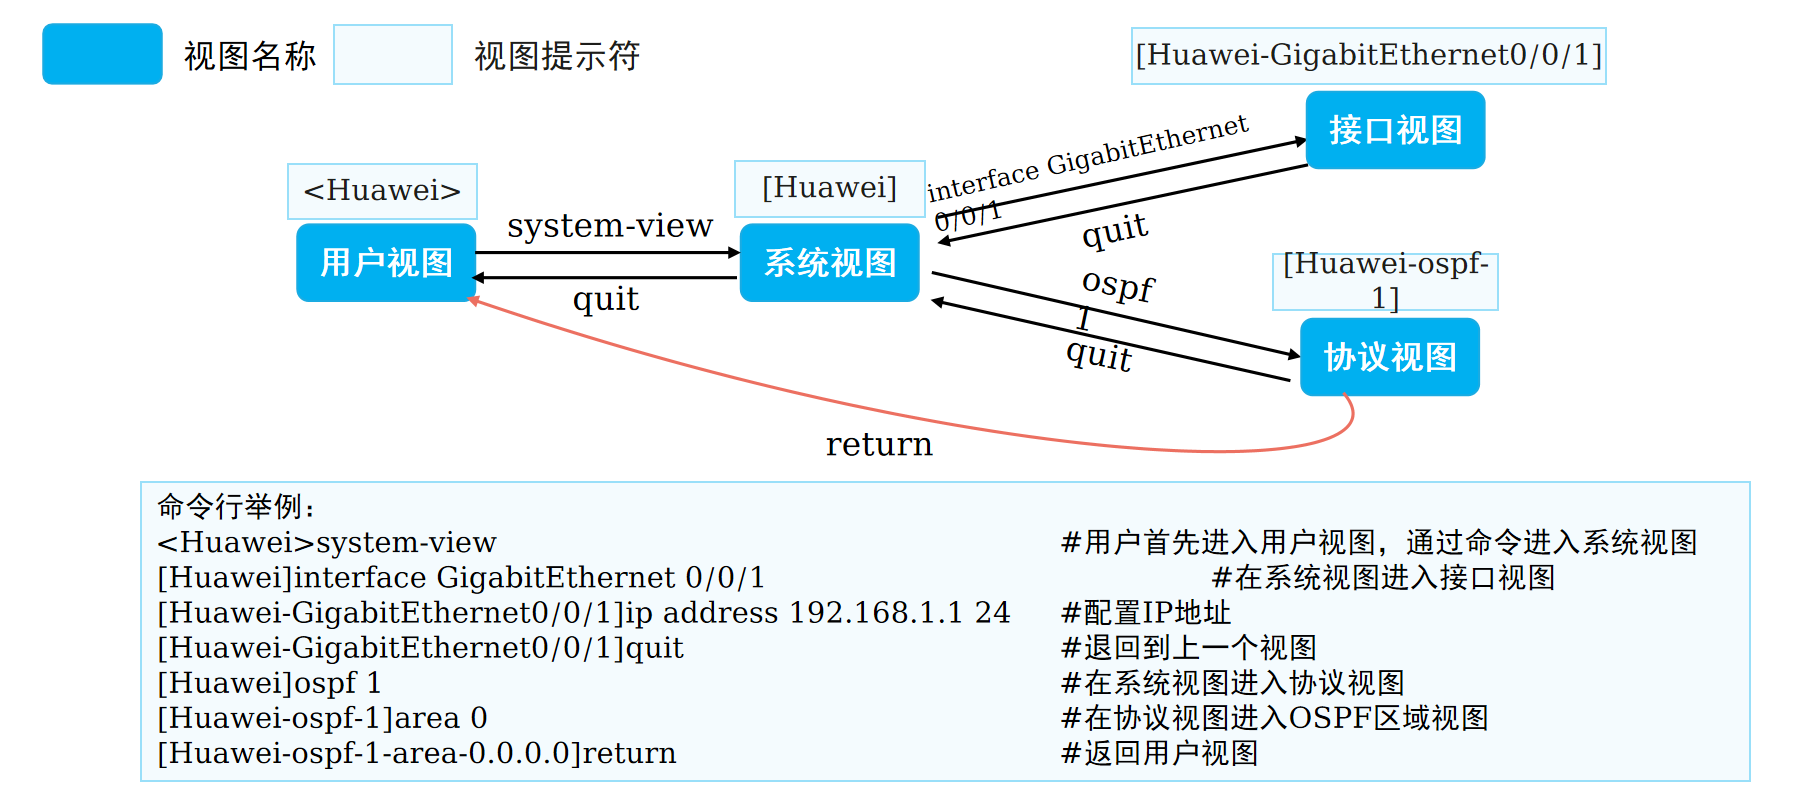 视图名称
视图提示符
[Huawei-GigabitEthernet0/0/1]
接口视图
<Huawei>
用户视图
system-view
quit
[Huawei]
系统视图
interface GigabitEthernet
0/0/1
quit
ospf
1
quit
[Huawei-ospf-
1]
协议视图
return
命令行举例：
<Huawei>system-view #用户首先进入用户视图，通过命令进入系统视图
[Huawei]interface GigabitEthernet 0/0/1 #在系统视图进入接口视图
[Huawei-GigabitEthernet0/0/1]ip address 192.168.1.1 24 #配置IP地址
[Huawei-GigabitEthernet0/0/1]quit #退回到上一个视图
[Huawei]ospf 1 #在系统视图进入协议视图
[Huawei-ospf-1]area 0 #在协议视图进入OSPF区域视图
[Huawei-ospf-1-area-0.0.0.0]return #返回用户视图